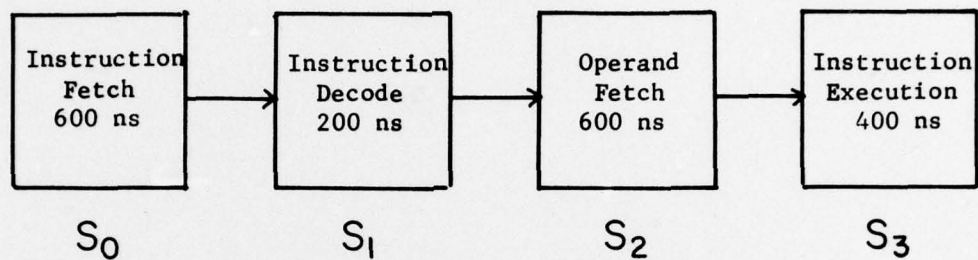 Instruction
Fetch
600 ns
Instruction
Decode
200 ns
Operand
Fetch
600 ns
Instruction
Execution
400 ns
S0
S1
S2
S3